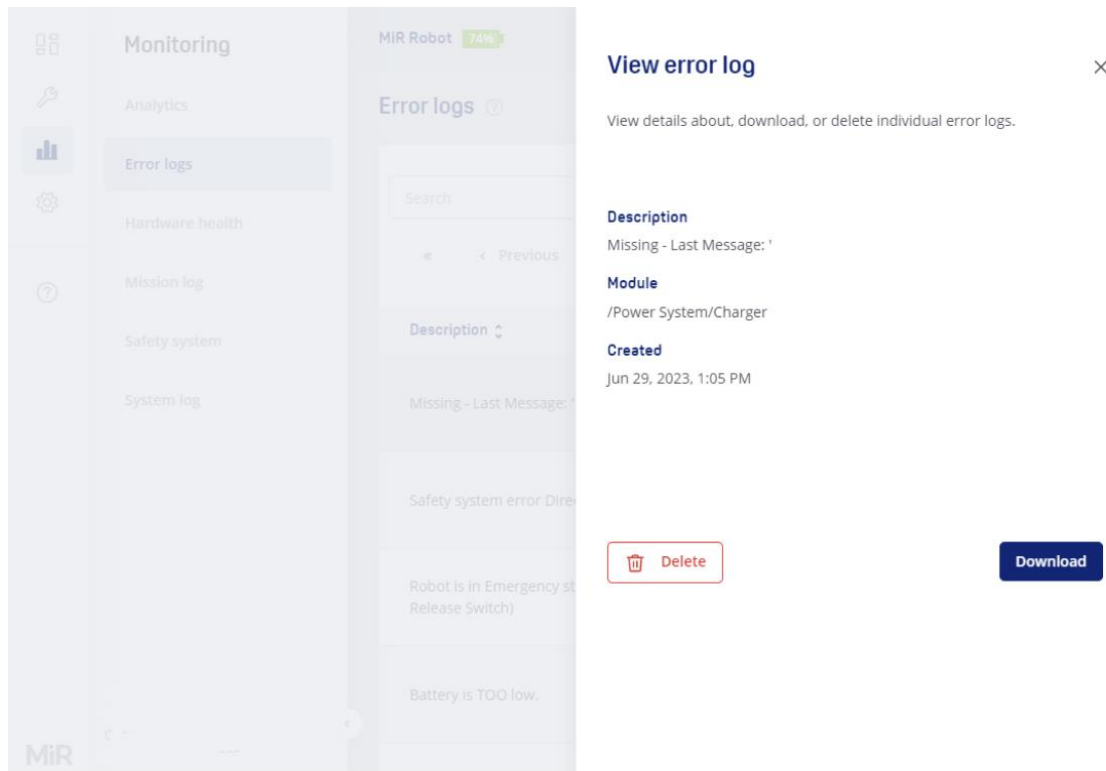 Monitoring
Analytics
Error logs
Hardware health
Mission log
Safety system
System log
MiR
MiR Robot 74%
Error logs
Search
« ‹ Previous
Description
Missing - Last Message: '
Safety system error
Robot is in Emergency
Release Switch)
Battery is TOO low.
View error log
View details about, download, or delete individual error logs.
Description
Missing - Last Message: '
Module
/Power System/Charger
Created
Jun 29, 2023, 1:05 PM
Delete
Download